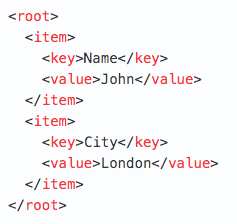 <root>
  <item>
    <key>Name</key>
    <value>John</value>
  </item>
  <item>
    <key>City</key>
    <value>London</value>
  </item>
</root>